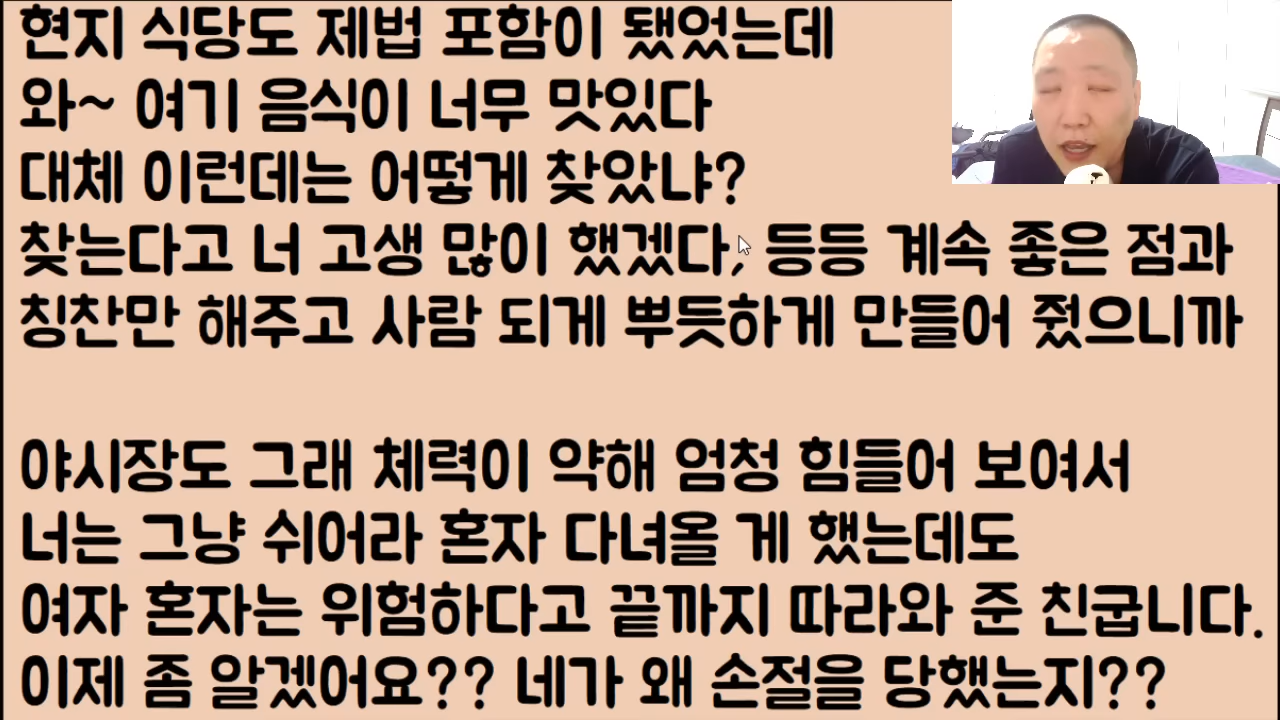 현지 식당도 제법 포함이 됐었는데
와~ 여기 음식이 너무 맛있다
대체 이런데는 어떻게 찾았냐?
찾는다고 너 고생 많이 했겠다, 등등 계속 좋은 점과
칭찬만 해주고 사람 되게 뿌듯하게 만들어 줬으니까
야시장도 그래 체력이 약해 엄청 힘들어 보여서
너는 그냥 쉬어라 혼자 다녀올 게 했는데도
여자 혼자는 위험하다고 끝까지 따라와 준 친굽니다.
이제 좀 알겠어요?? 네가 왜 손절을 당했는지??